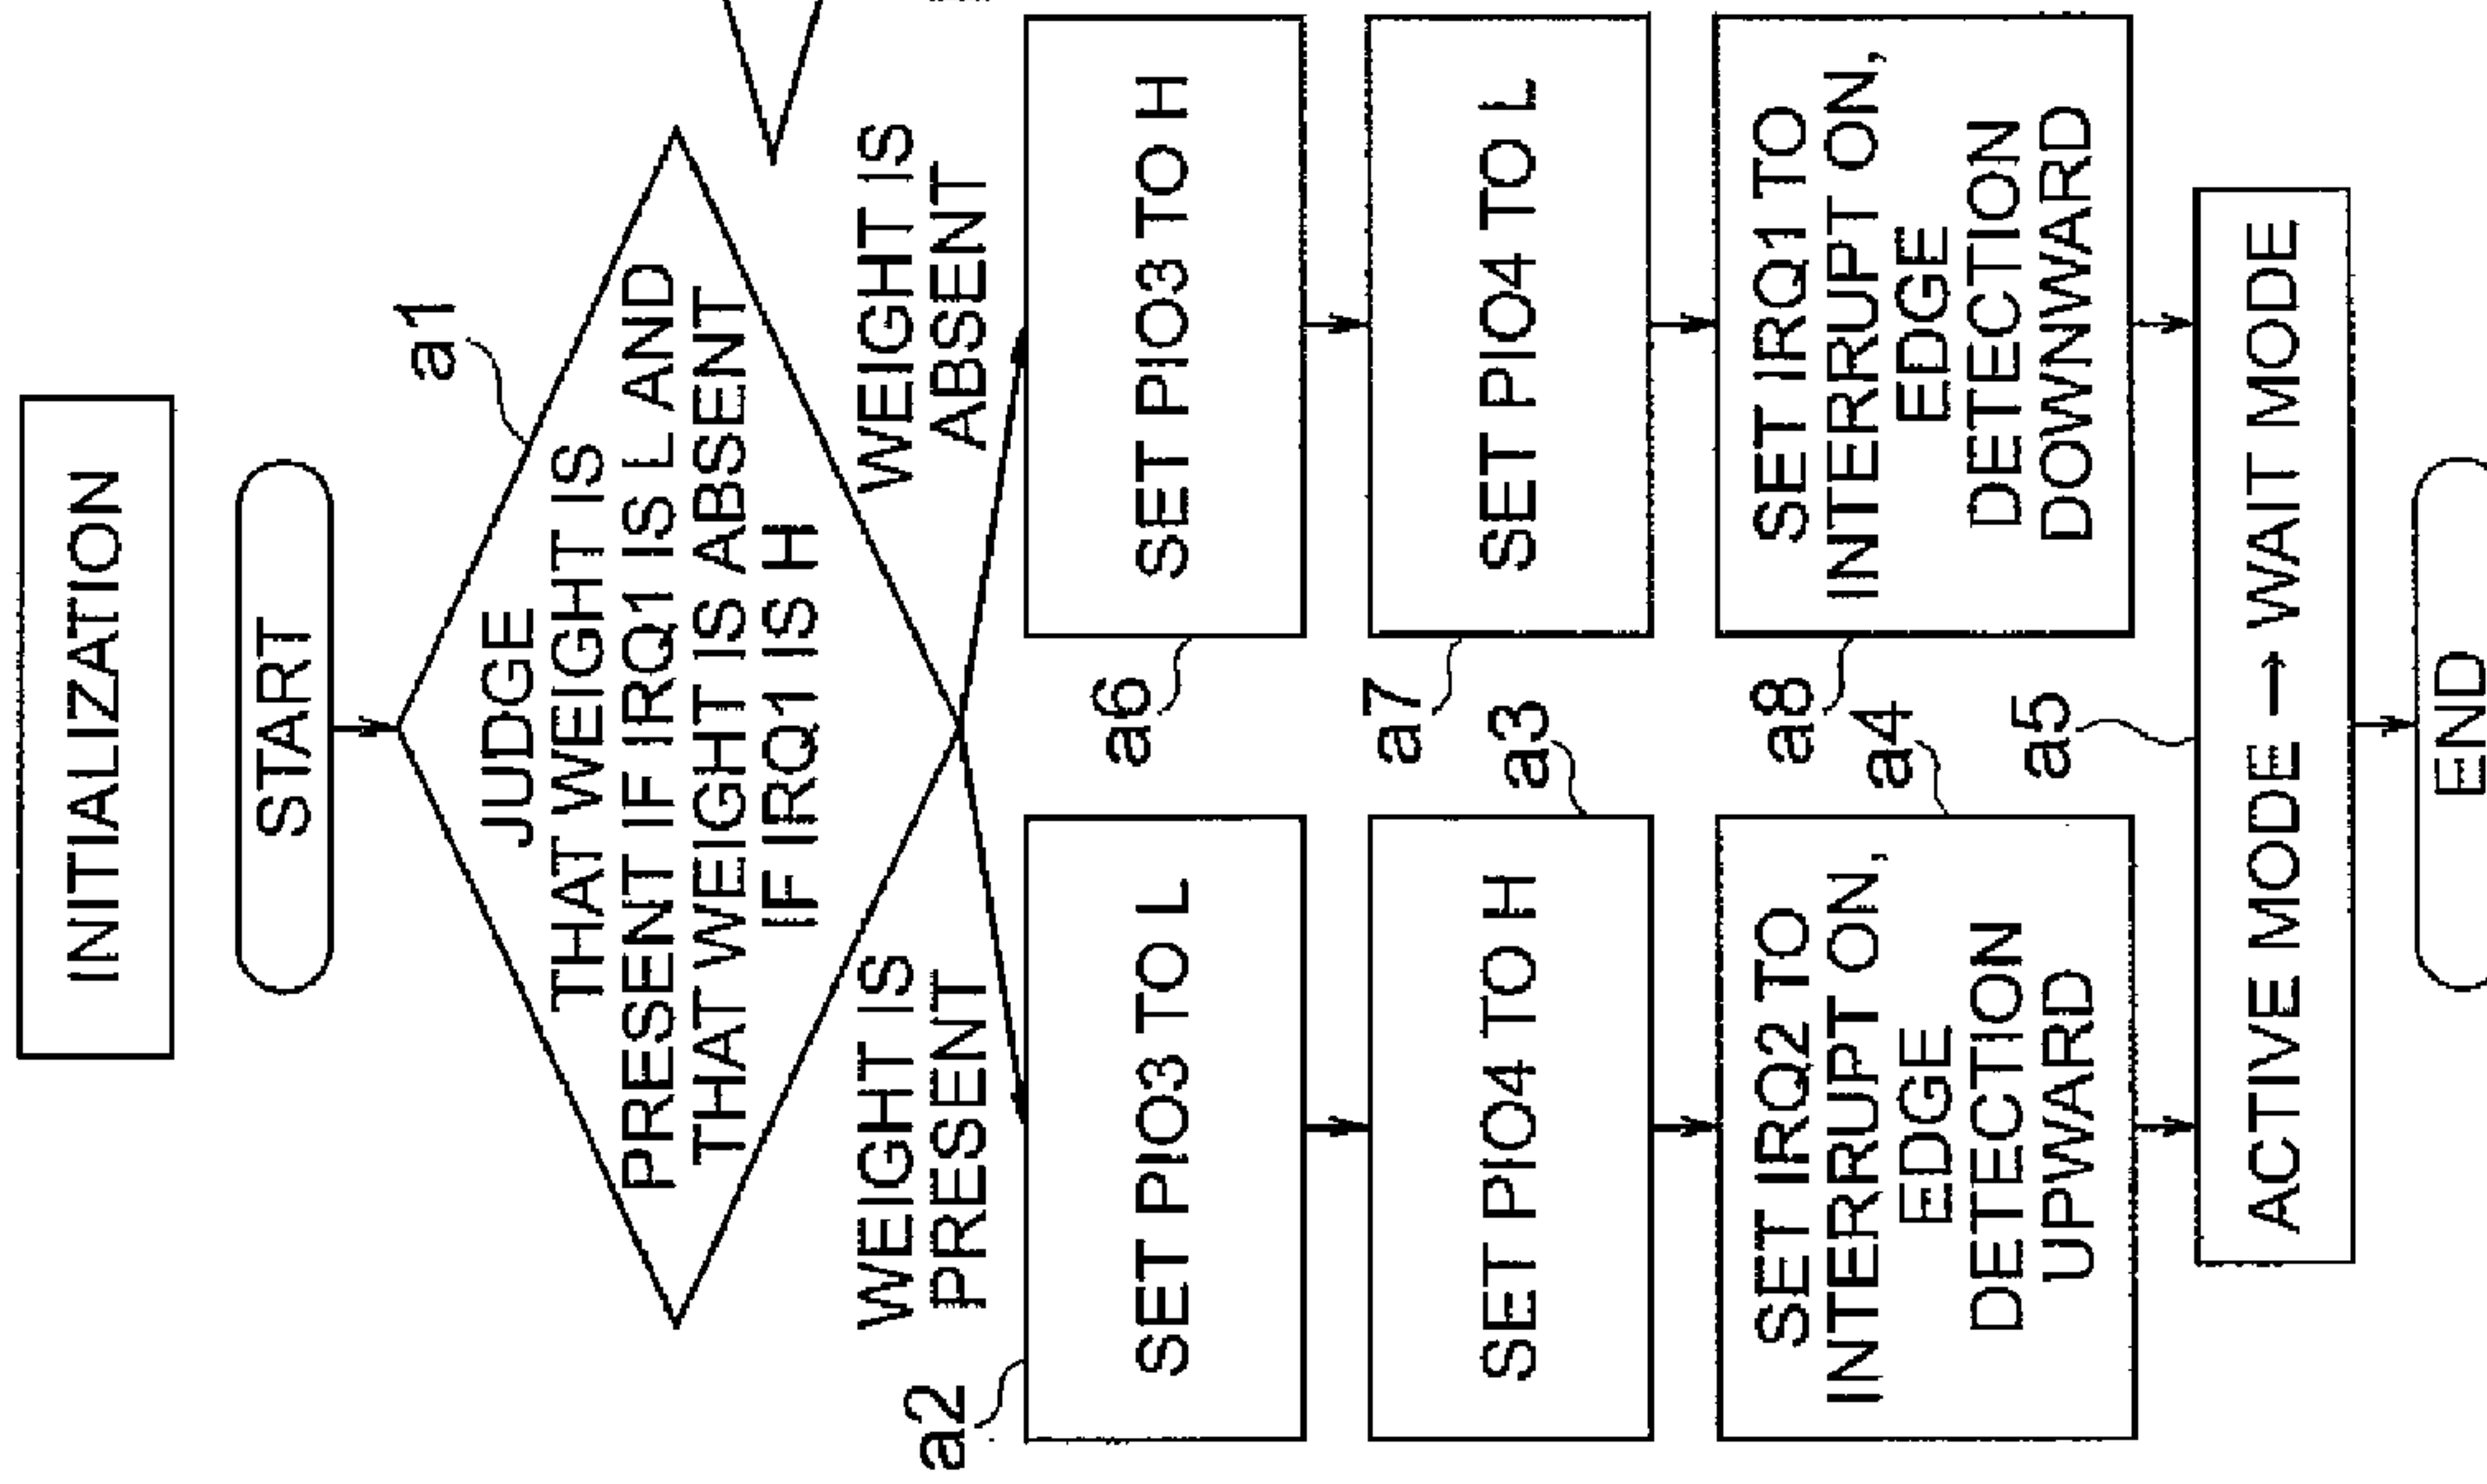 INITIALIZATION
START
a1
JUDGE
THAT WEIGHT IS
PRESENT IF IRQ1 IS L AND
THAT WEIGHT IS ABSENT
IF IRQ1 IS H
WEIGHT IS
PRESENT
WEIGHT IS
ABSENT
a2
SET PIO3 TO L
a6
SET PIO3 TO H
a3
SET PIO4 TO H
a7
SET PIO4 TO L
a4
SET IRQ2 TO
INTERRUPT ON,
EDGE
DETECTION
UPWARD
a8
SET IRQ1 TO
INTERRUPT ON,
EDGE
DETECTION
DOWNWARD
a5
ACTIVE MODE → WAIT MODE
END